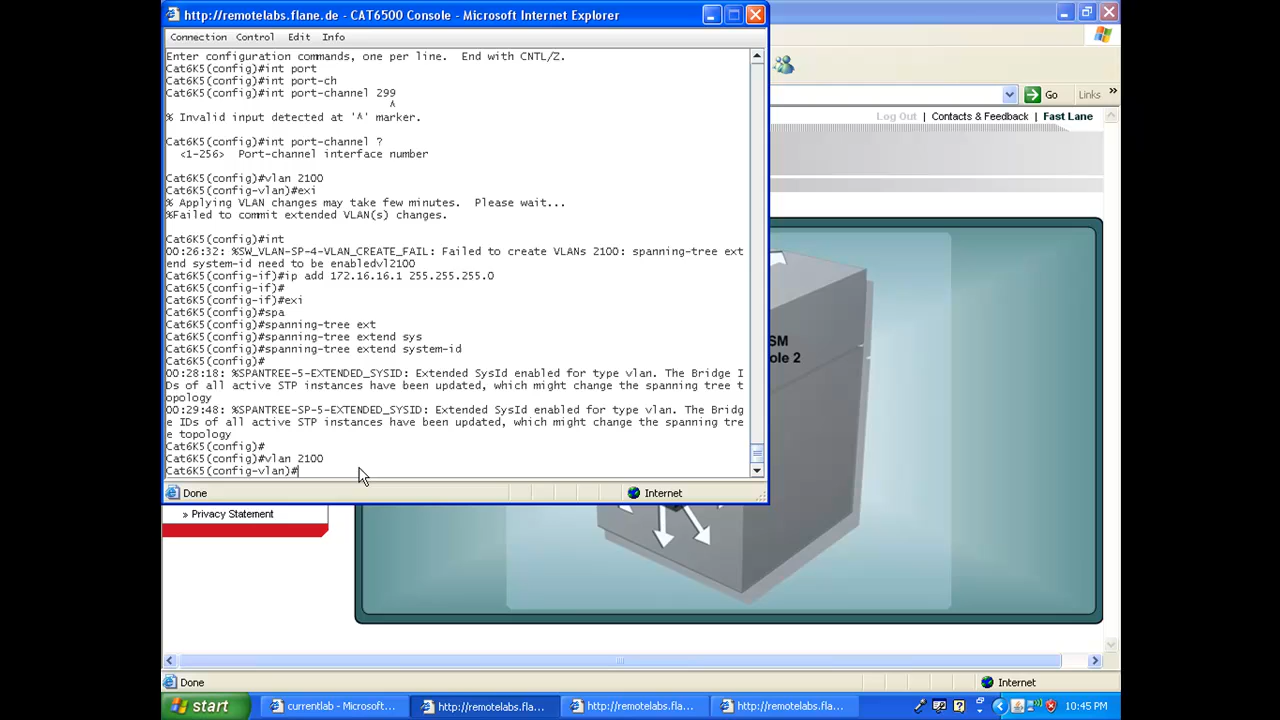 http://remotelabs.flane.de - CAT6500 Console - Microsoft Internet Explorer
Connection Control Edit Info
Enter configuration commands, one per line.  End with CNTL/Z.
Cat6K5(config)#int port
Cat6K5(config)#int port-ch
Cat6K5(config)#int port-channel 299
^
% Invalid input detected at '^' marker.
Cat6K5(config)#int port-channel ?
<1-256>  Port-channel interface number
Cat6K5(config)#vlan 2100
Cat6K5(config-vlan)#exi
% Applying VLAN changes may take few minutes.  Please wait...
%Failed to commit extended VLAN(s) changes.
Cat6K5(config)#int
00:26:32: %SW_VLAN-SP-4-VLAN_CREATE_FAIL: Failed to create VLANs 2100: spanning-tree ext
end system-id need to be enabledvl2100
Cat6K5(config-if)#ip add 172.16.16.1 255.255.255.0
Cat6K5(config-if)#
Cat6K5(config-if)#exi
Cat6K5(config)#spa
Cat6K5(config)#spanning-tree ext
Cat6K5(config)#spanning-tree extend sys
Cat6K5(config)#spanning-tree extend system-id
Cat6K5(config)#
00:28:18: %SPANTREE-5-EXTENDED_SYSID: Extended SysId enabled for type vlan. The Bridge I
Ds of all active STP instances have been updated, which might change the spanning tree t
opology
00:29:48: %SPANTREE-SP-5-EXTENDED_SYSID: Extended SysId enabled for type vlan. The Bridg
e IDs of all active STP instances have been updated, which might change the spanning tre
e topology
Cat6K5(config)#
Cat6K5(config)#vlan 2100
Cat6K5(config-vlan)#
Done Internet
Go Links »
Log Out | Contacts & Feedback | Fast Lane
SM
ole 2
» Privacy Statement
Done Internet
start currentlab - Microsoft... http://remotelabs.fla... http://remotelabs.fla... http://remotelabs.fla... 10:45 PM